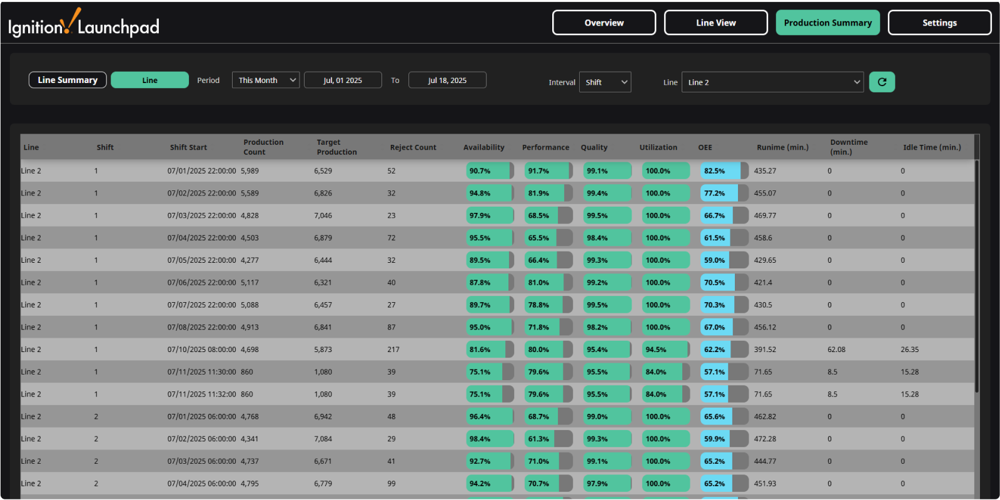 Ignition! Launchpad
Overview Line View Production Summary Settings
Line Summary Line Period This Month Jul, 01 2025 To Jul 18, 2025 Interval Shift Line Line 2
Line Shift Shift Start Production Count Target Production Reject Count Availability Performance Quality Utilization OEE Runime (min.) Downtime (min.) Idle Time (min.)
Line 2 1 07/01/2025 22:00:00 5,989 6,529 52 90.7% 91.7% 99.1% 100.0% 82.5% 435.27 0 0
Line 2 1 07/02/2025 22:00:00 5,589 6,826 32 94.8% 81.9% 99.4% 100.0% 77.2% 455.07 0 0
Line 2 1 07/03/2025 22:00:00 4,828 7,046 23 97.9% 68.5% 99.5% 100.0% 66.7% 469.77 0 0
Line 2 1 07/04/2025 22:00:00 4,503 6,879 72 95.5% 65.5% 98.4% 100.0% 61.5% 458.6 0 0
Line 2 1 07/05/2025 22:00:00 4,277 6,444 32 89.5% 66.4% 99.3% 100.0% 59.0% 429.65 0 0
Line 2 1 07/06/2025 22:00:00 5,117 6,321 40 87.8% 81.0% 99.2% 100.0% 70.5% 421.4 0 0
Line 2 1 07/07/2025 22:00:00 5,088 6,457 27 89.7% 78.8% 99.5% 100.0% 70.3% 430.5 0 0
Line 2 1 07/08/2025 22:00:00 4,913 6,841 87 95.0% 71.8% 98.2% 100.0% 67.0% 456.12 0 0
Line 2 1 07/10/2025 08:00:00 4,698 5,873 217 81.6% 80.0% 95.4% 94.5% 62.2% 391.52 62.08 26.35
Line 2 1 07/11/2025 11:30:00 860 1,080 39 75.1% 79.6% 95.5% 84.0% 57.1% 71.65 8.5 15.28
Line 2 1 07/11/2025 11:32:00 860 1,080 39 75.1% 79.6% 95.5% 84.0% 57.1% 71.65 8.5 15.28
Line 2 2 07/01/2025 06:00:00 4,768 6,942 48 96.4% 68.7% 99.0% 100.0% 65.6% 462.82 0 0
Line 2 2 07/02/2025 06:00:00 4,341 7,084 29 98.4% 61.3% 99.3% 100.0% 59.9% 472.28 0 0
Line 2 2 07/03/2025 06:00:00 4,737 6,671 41 92.7% 71.0% 99.1% 100.0% 65.2% 444.77 0 0
Line 2 2 07/04/2025 06:00:00 4,795 6,779 99 94.2% 70.7% 97.9% 100.0% 65.2% 451.93 0 0